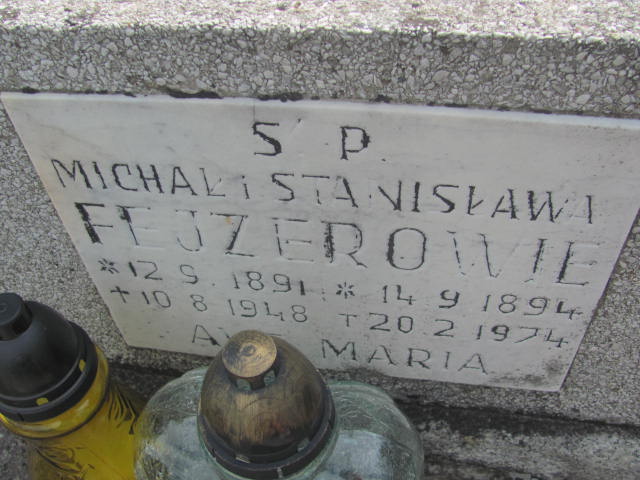 Ś P
MICHAŁ I STANISŁAWA
FEJZEROWIE
* 12 9 1891 * 14 9 1894
+ 10 8 1948 + 20 2 1974
AVE MARIA